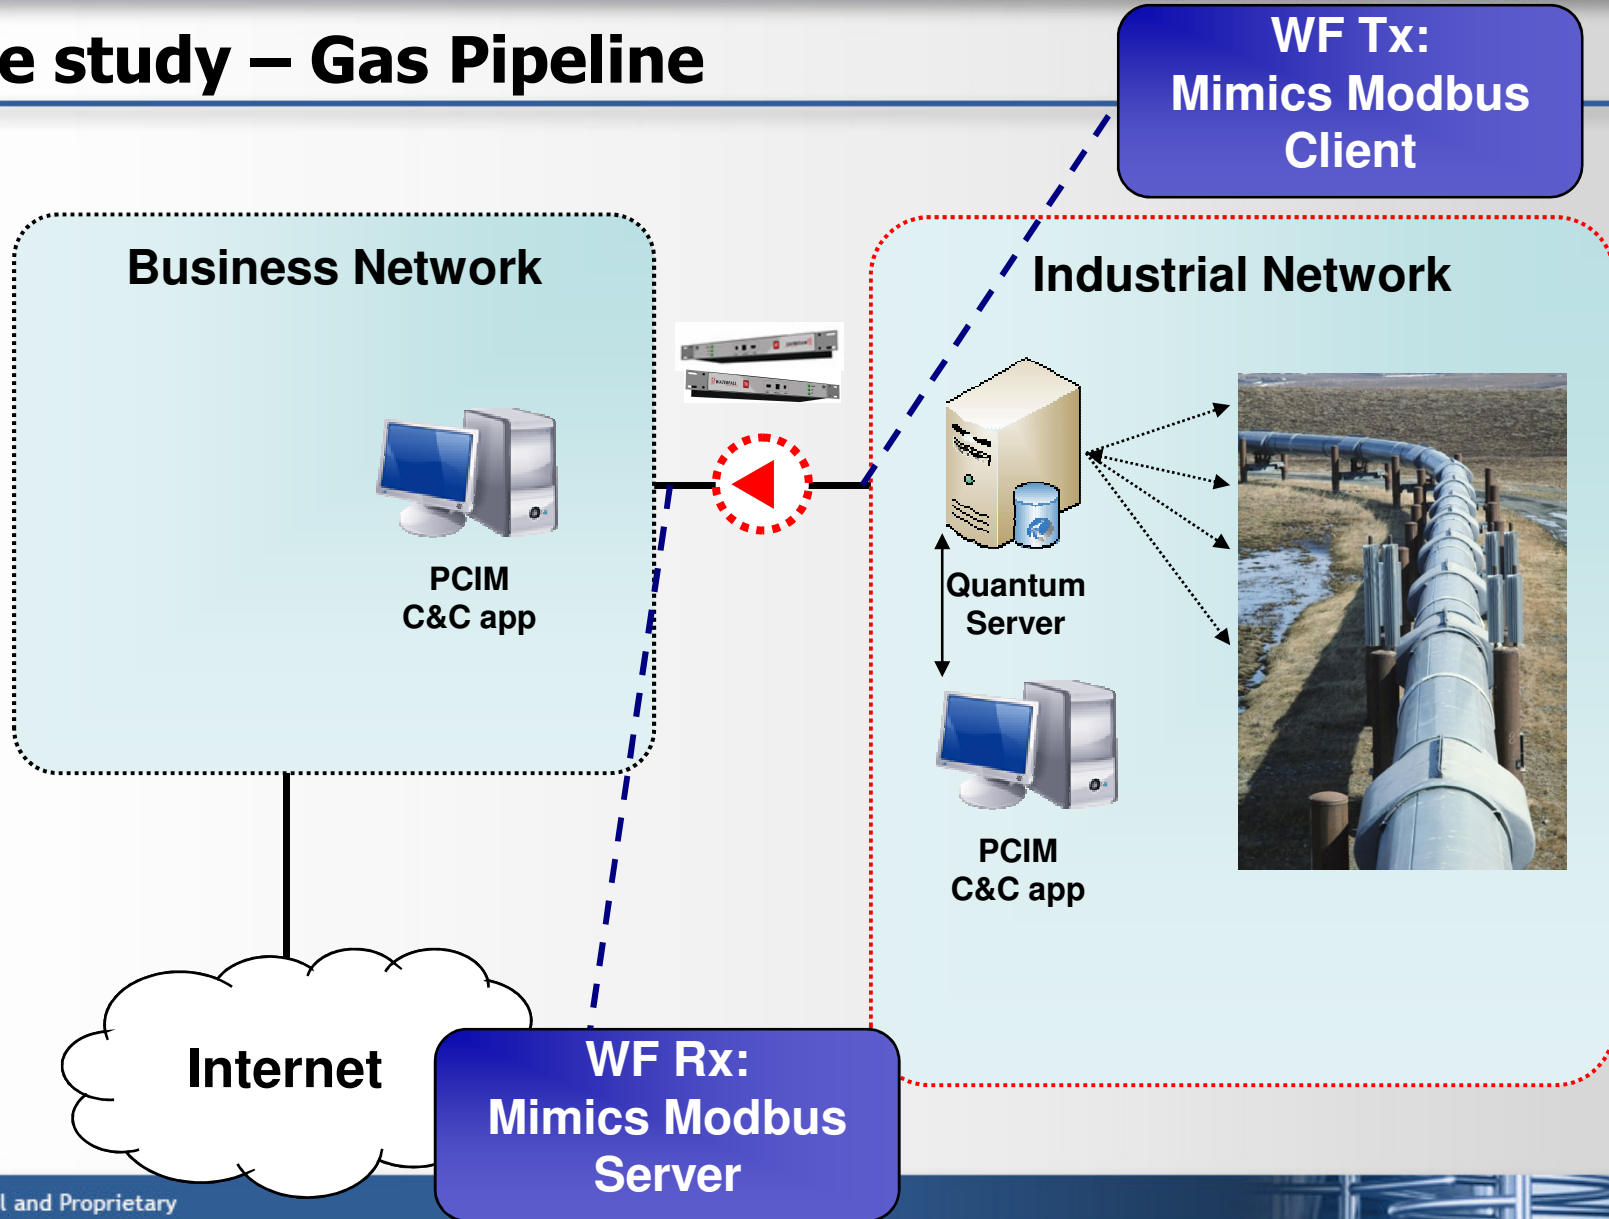 e study – Gas Pipeline
WF Tx:
Mimics Modbus
Client
Business Network
Industrial Network
WATERFALL
PCIM
C&C app
Quantum
Server
PCIM
C&C app
Internet
WF Rx:
Mimics Modbus
Server
l and Proprietary